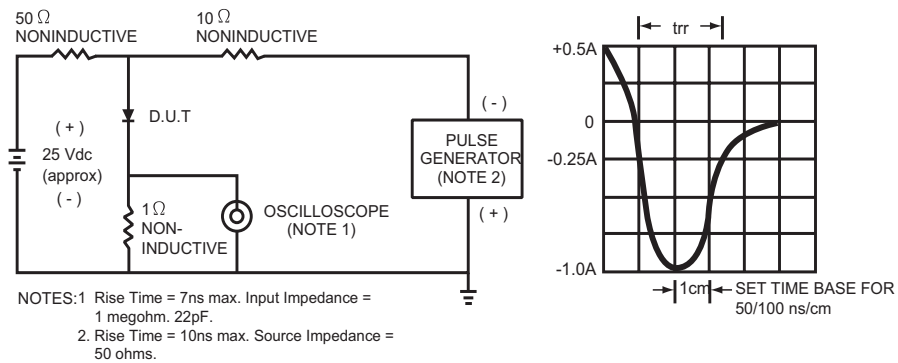 50 Ω
NONINDUCTIVE
10 Ω
NONINDUCTIVE
D.U.T
( + )
25 Vdc
(approx)
( - )
1 Ω
NON-
INDUCTIVE
OSCILLOSCOPE
(NOTE 1)
( - )
PULSE
GENERATOR
(NOTE 2)
( + )
NOTES:1 Rise Time = 7ns max. Input Impedance =
1 megohm. 22pF.
2. Rise Time = 10ns max. Source Impedance =
50 ohms.
trr
+0.5A
0
-0.25A
-1.0A
1cm
SET TIME BASE FOR
50/100 ns/cm